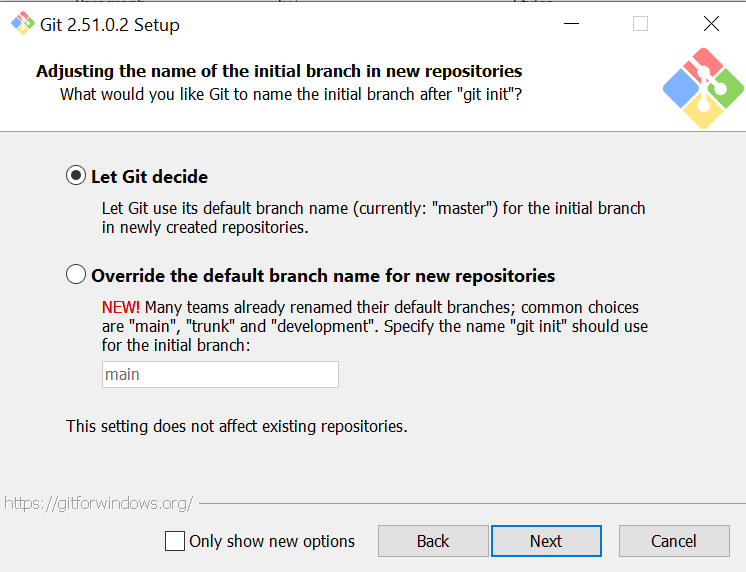 Git 2.51.0.2 Setup
Adjusting the name of the initial branch in new repositories
What would you like Git to name the initial branch after "git init"?
Let Git decide
Let Git use its default branch name (currently: "master") for the initial branch
in newly created repositories.
Override the default branch name for new repositories
NEW! Many teams already renamed their default branches; common choices
are "main", "trunk" and "development". Specify the name "git init" should use
for the initial branch:
main
This setting does not affect existing repositories.
https://gitforwindows.org/
Only show new options
Back
Next
Cancel